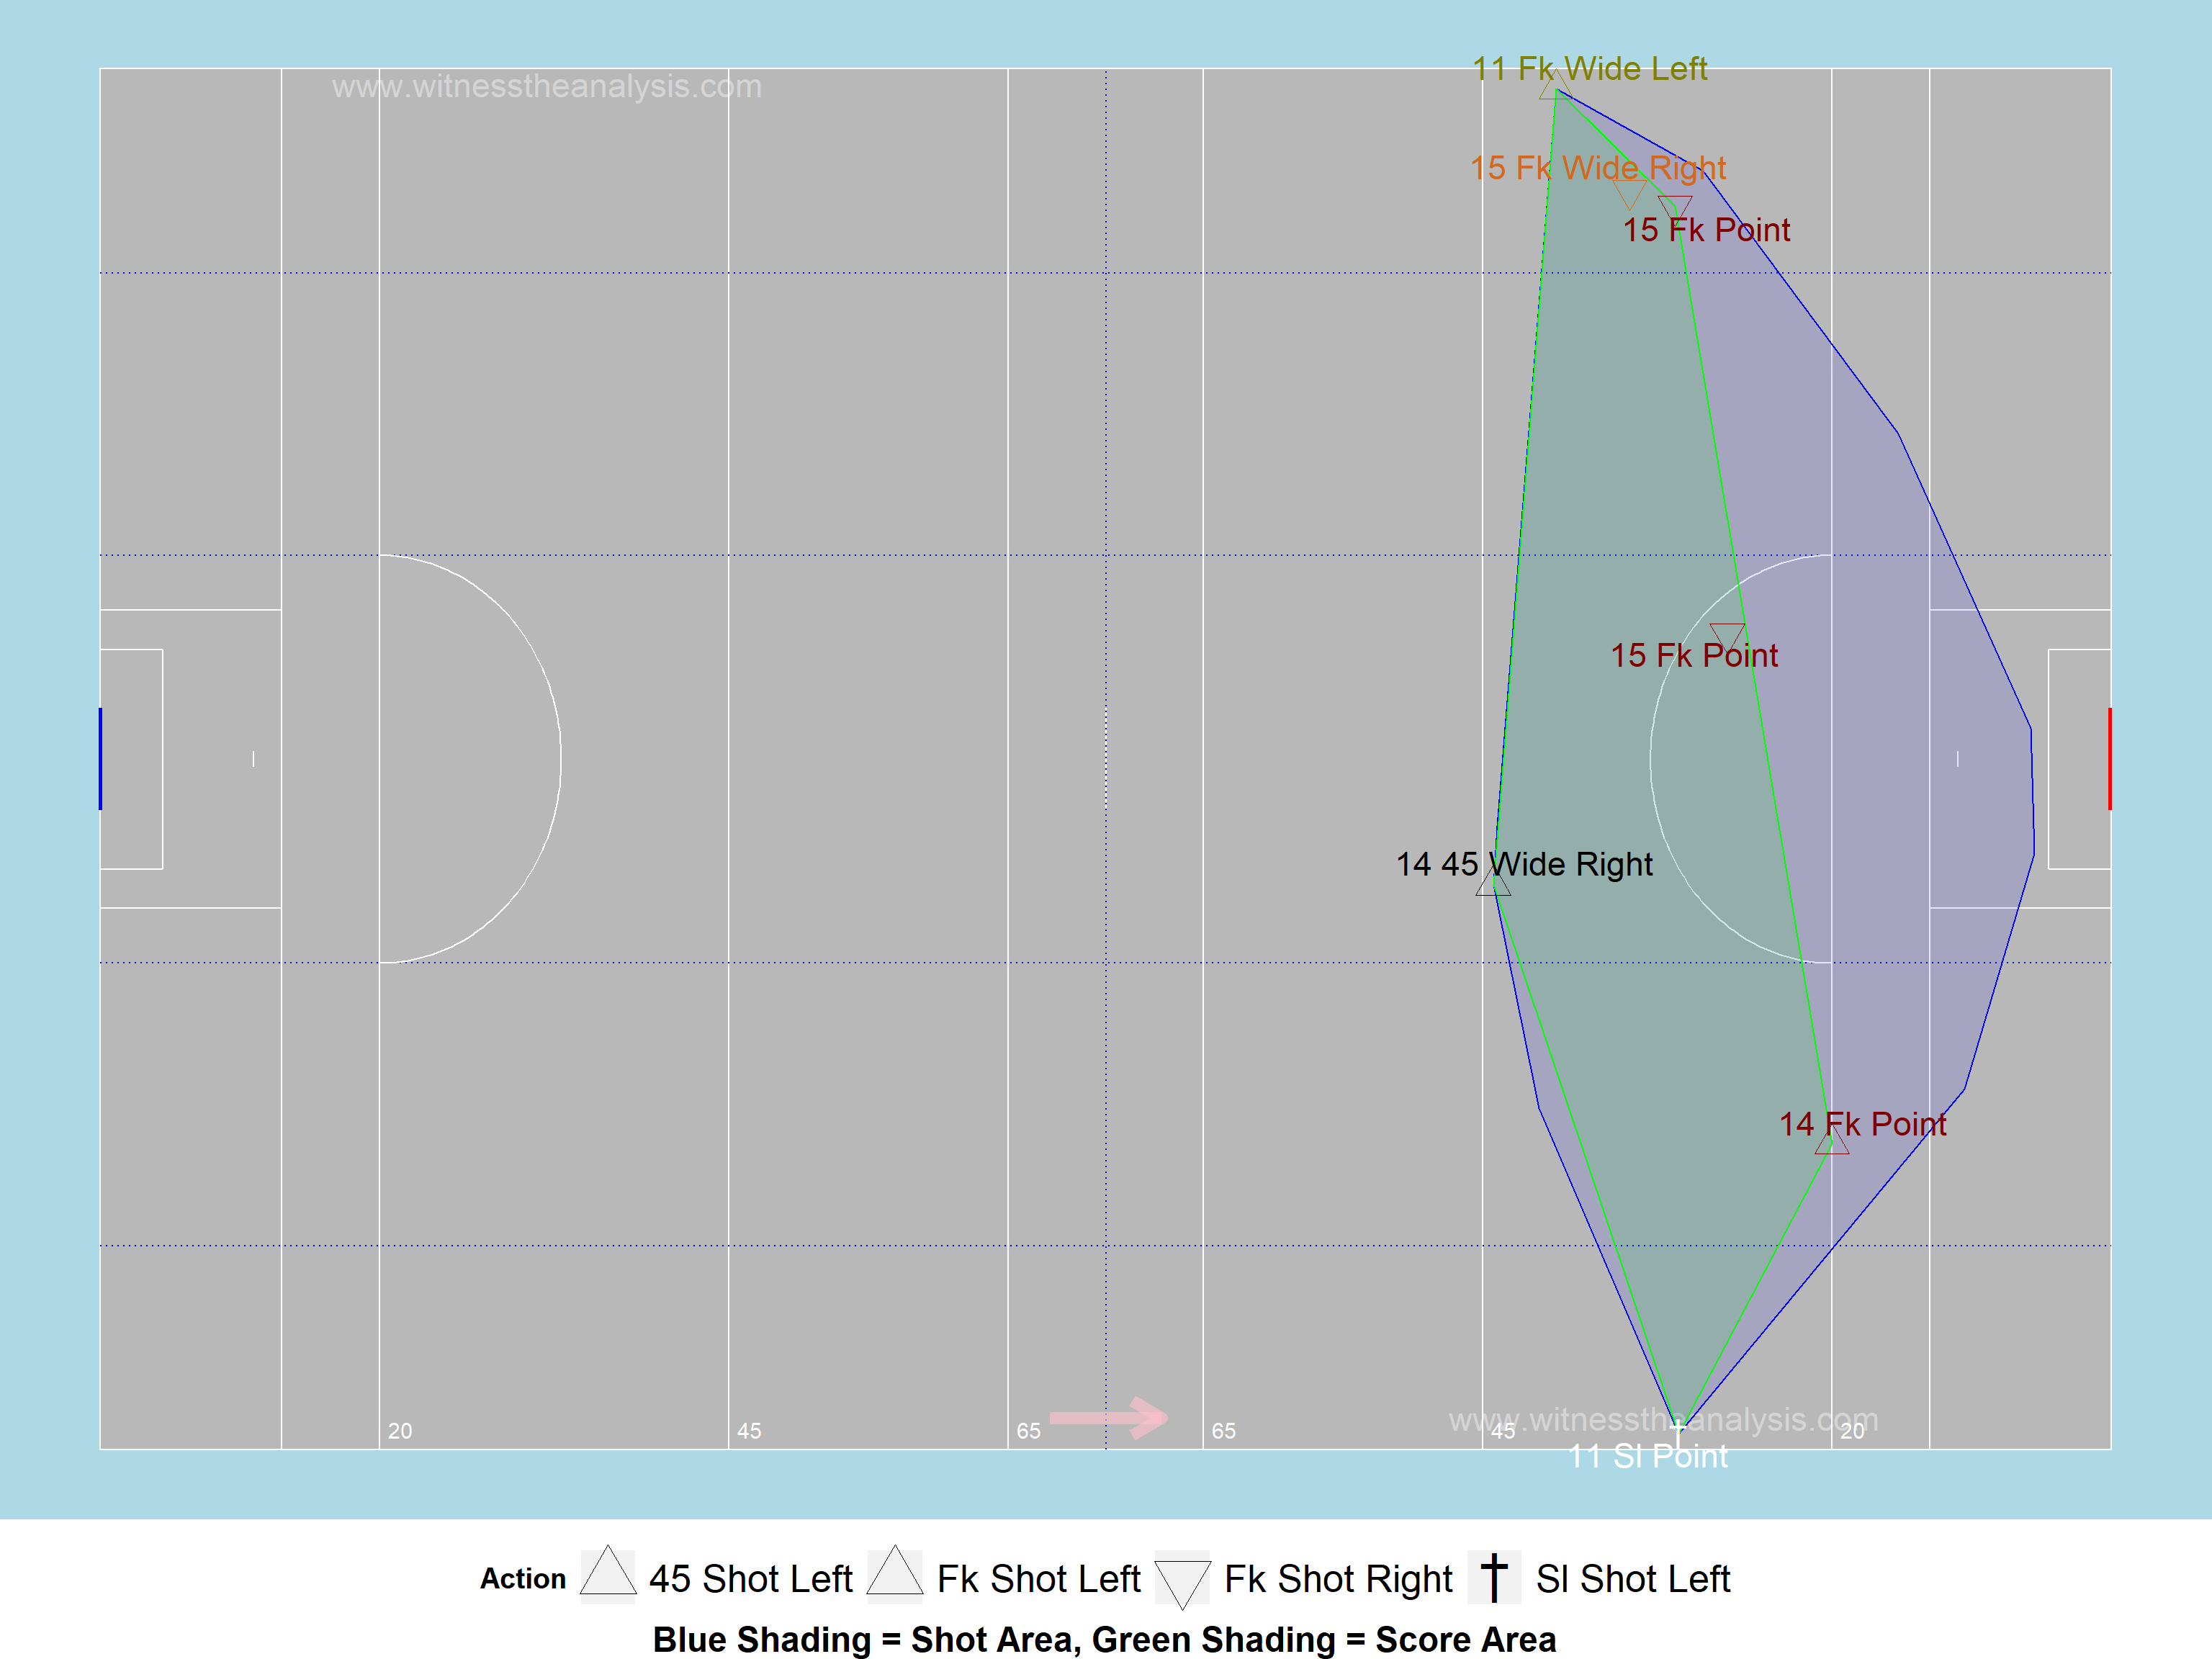 11 Fk Wide Left
www.witnesstheanalysis.com
15 Fk Wide Right
15 Fk Point
15 Fk Point
14 45 Wide Right
14 Fk Point
www.witnesstheanalysis.com
20 45 65 65 45 20
11 Sl Point
Action 45 Shot Left Fk Shot Left Fk Shot Right Sl Shot Left
Blue Shading = Shot Area, Green Shading = Score Area